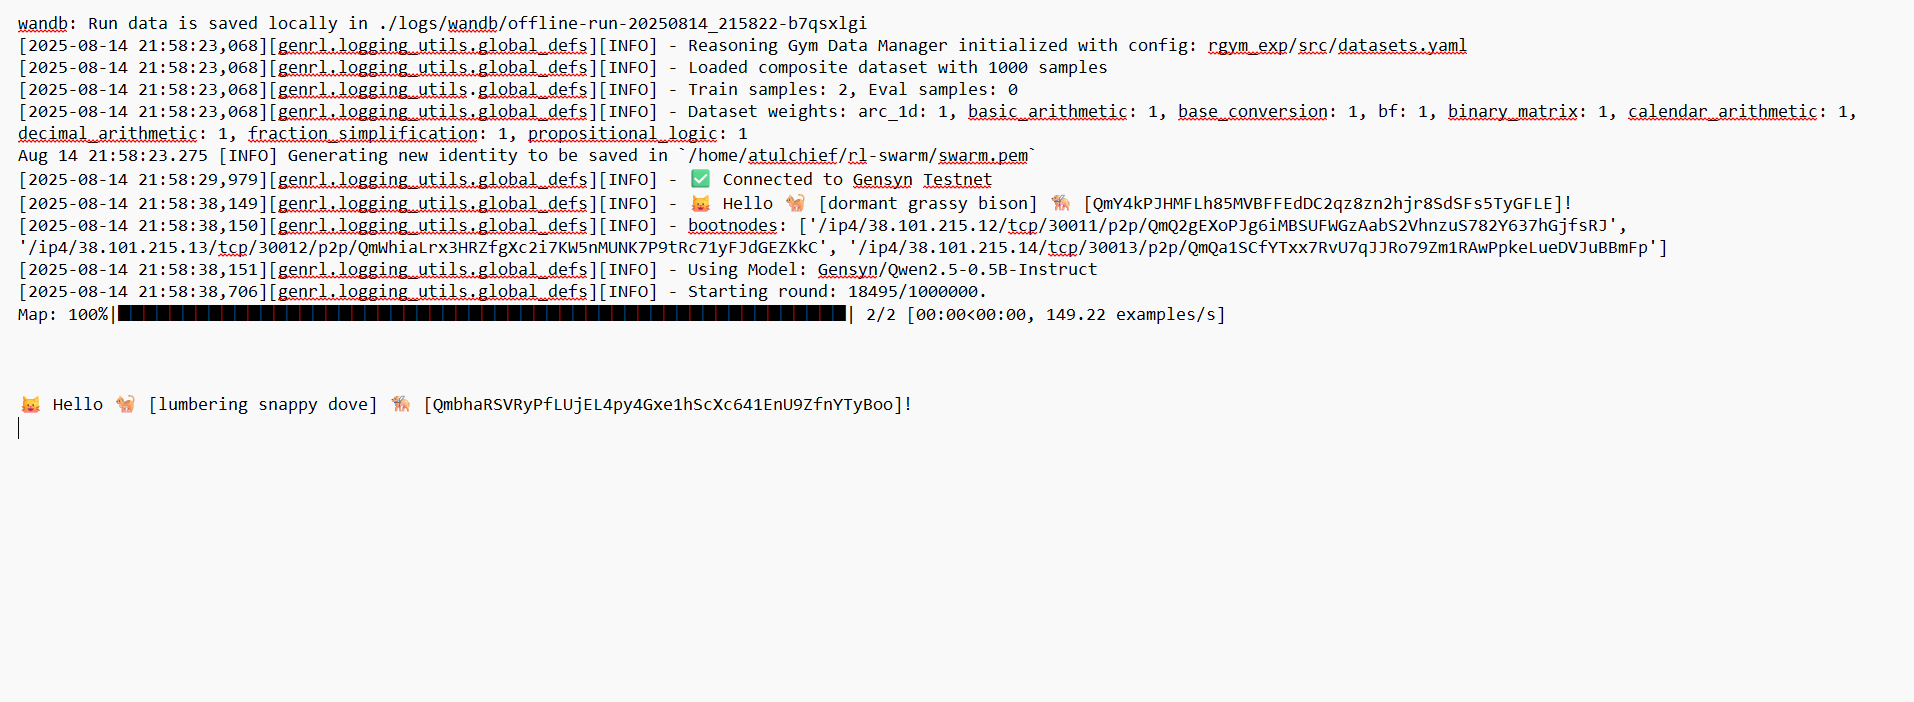 wandb: Run data is saved locally in ./logs/wandb/offline-run-20250814_215822-b7qsxlgi
[2025-08-14 21:58:23,068][genrl.logging_utils.global_defs][INFO] - Reasoning Gym Data Manager initialized with config: rgym_exp/src/datasets.yaml
[2025-08-14 21:58:23,068][genrl.logging_utils.global_defs][INFO] - Loaded composite dataset with 1000 samples
[2025-08-14 21:58:23,068][genrl.logging_utils.global_defs][INFO] - Train samples: 2, Eval samples: 0
[2025-08-14 21:58:23,068][genrl.logging_utils.global_defs][INFO] - Dataset weights: arc_1d: 1, basic_arithmetic: 1, base_conversion: 1, bf: 1, binary_matrix: 1, calendar_arithmetic: 1,
decimal_arithmetic: 1, fraction_simplification: 1, propositional_logic: 1
Aug 14 21:58:23.275 [INFO] Generating new identity to be saved in `/home/atulchief/rl-swarm/swarm.pem`
[2025-08-14 21:58:29,979][genrl.logging_utils.global_defs][INFO] - ✅ Connected to Gensyn Testnet
[2025-08-14 21:58:38,149][genrl.logging_utils.global_defs][INFO] - 🐱 Hello 🐈 [dormant grassy bison] 🦮 [QmY4kPJHMFLh85MVBFFEdDC2qz8zn2hjr8SdSFs5TyGFLE]!
[2025-08-14 21:58:38,150][genrl.logging_utils.global_defs][INFO] - bootnodes: ['/ip4/38.101.215.12/tcp/30011/p2p/QmQ2gEXoPJg6iMBSUFWGzAabS2VhnzuS782Y637hGjfsRJ',
'/ip4/38.101.215.13/tcp/30012/p2p/QmWhiaLrx3HRZfgXc2i7KW5nMUNK7P9tRc71yFJdGEZKkC', '/ip4/38.101.215.14/tcp/30013/p2p/QmQa1SCfYTxx7RvU7qJJRo79Zm1RAwPpkeLueDVJuBBmFp']
[2025-08-14 21:58:38,151][genrl.logging_utils.global_defs][INFO] - Using Model: Gensyn/Qwen2.5-0.5B-Instruct
[2025-08-14 21:58:38,706][genrl.logging_utils.global_defs][INFO] - Starting round: 18495/1000000.
Map: 100%|██████████| 2/2 [00:00<00:00, 149.22 examples/s]
🐱 Hello 🐈 [lumbering snappy dove] 🦮 [QmbhaRSVRyPfLUjEL4py4Gxe1hScXc641EnU9ZfnYTyBoo]!